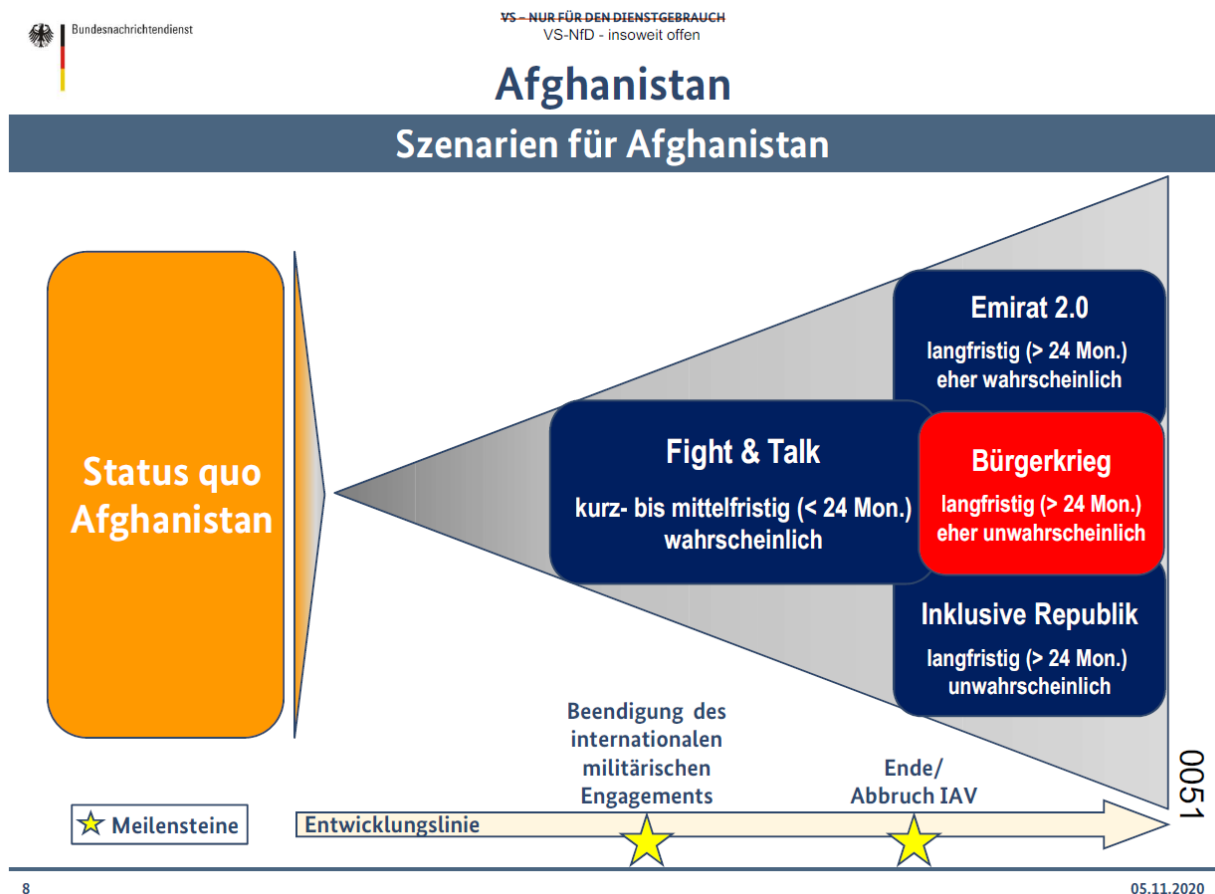 Bundesnachrichtendienst
VS – NUR FÜR DEN DIENSTGEBRAUCH
VS-NfD - insoweit offen
Afghanistan
Szenarien für Afghanistan
Status quo
Afghanistan
Fight & Talk
kurz- bis mittelfristig (< 24 Mon.)
wahrscheinlich
Emirat 2.0
langfristig (> 24 Mon.)
eher wahrscheinlich
Bürgerkrieg
langfristig (> 24 Mon.)
eher unwahrscheinlich
Inklusive Republik
langfristig (> 24 Mon.)
unwahrscheinlich
Beendigung des
internationalen
militärischen
Engagements
Ende/
Abbruch IAV
Meilensteine
Entwicklungslinie
0051
8
05.11.2020